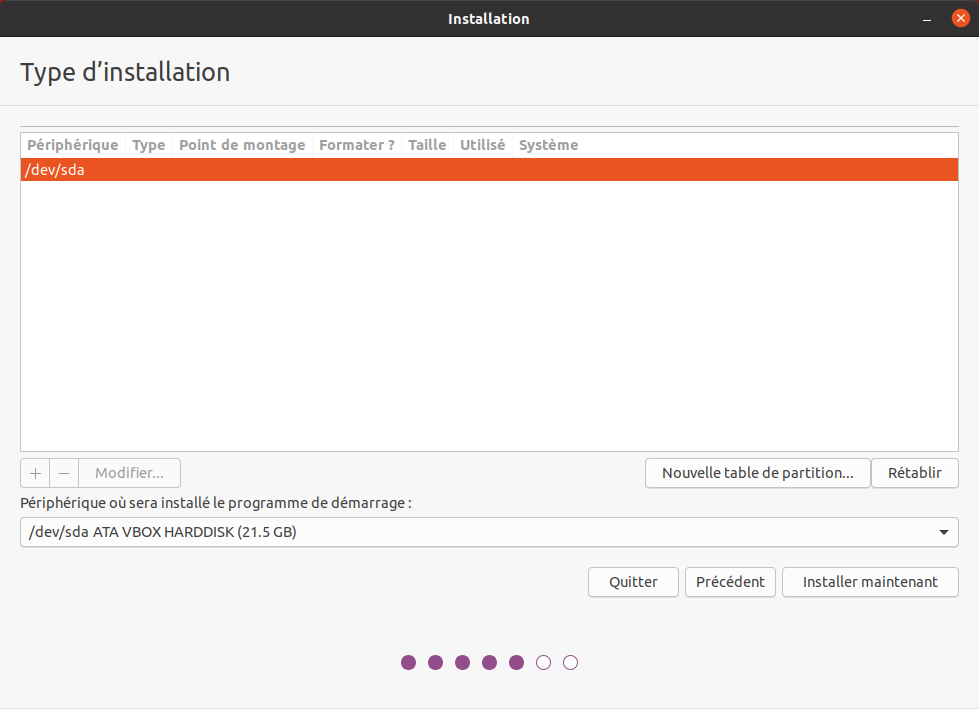 Installation
Type d’installation
Périphérique Type Point de montage Formater ? Taille Utilisé Système
/dev/sda
+ − Modifier... Nouvelle table de partition... Rétablir
Périphérique où sera installé le programme de démarrage :
/dev/sda ATA VBOX HARDDISK (21.5 GB)
Quitter Précédent Installer maintenant